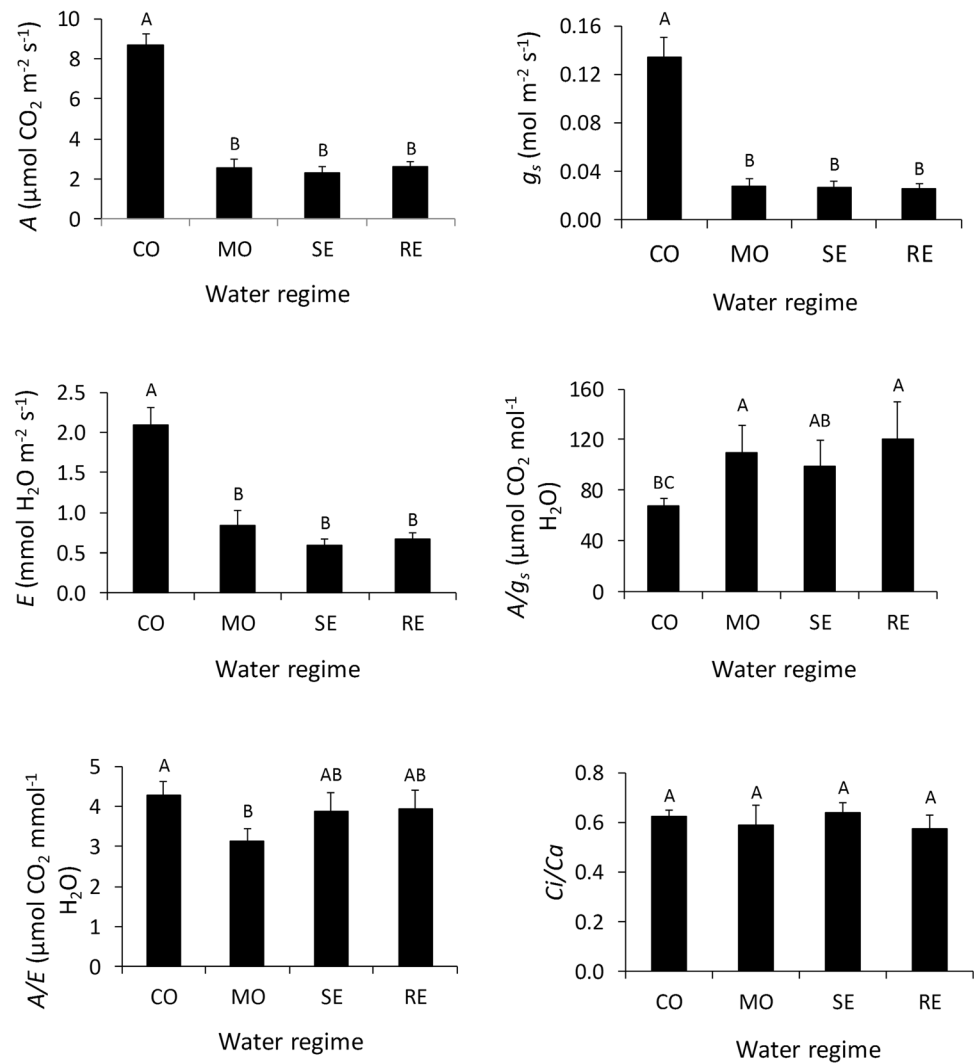 A (μmol CO₂ m⁻² s⁻¹)
10
8
6
4
2
0
A
B
B
B
CO MO SE RE
Water regime
gₛ (mol m⁻² s⁻¹)
0.16
0.12
0.08
0.04
0.00
A
B
B
B
CO MO SE RE
Water regime
E (mmol H₂O m⁻² s⁻¹)
2.5
2.0
1.5
1.0
0.5
0.0
A
B
B
B
CO MO SE RE
Water regime
A/gₛ (μmol CO₂ mol⁻¹
H₂O)
160
120
80
40
0
BC
A
AB
A
CO MO SE RE
Water regime
A/E (μmol CO₂ mmol⁻¹
H₂O)
5
4
3
2
1
0
A
B
AB
AB
CO MO SE RE
Water regime
Ci/Ca
0.8
0.6
0.4
0.2
0.0
A
A
A
A
CO MO SE RE
Water regime